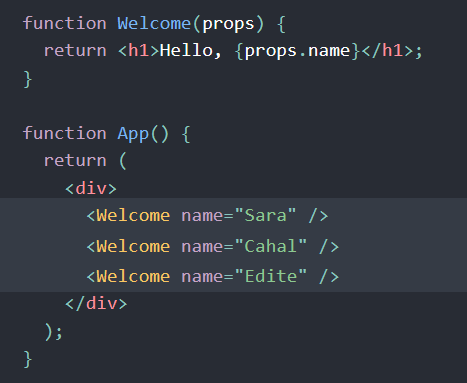 function Welcome(props) {
  return <h1>Hello, {props.name}</h1>;
}

function App() {
  return (
    <div>
      <Welcome name="Sara" />
      <Welcome name="Cahal" />
      <Welcome name="Edite" />
    </div>
  );
}